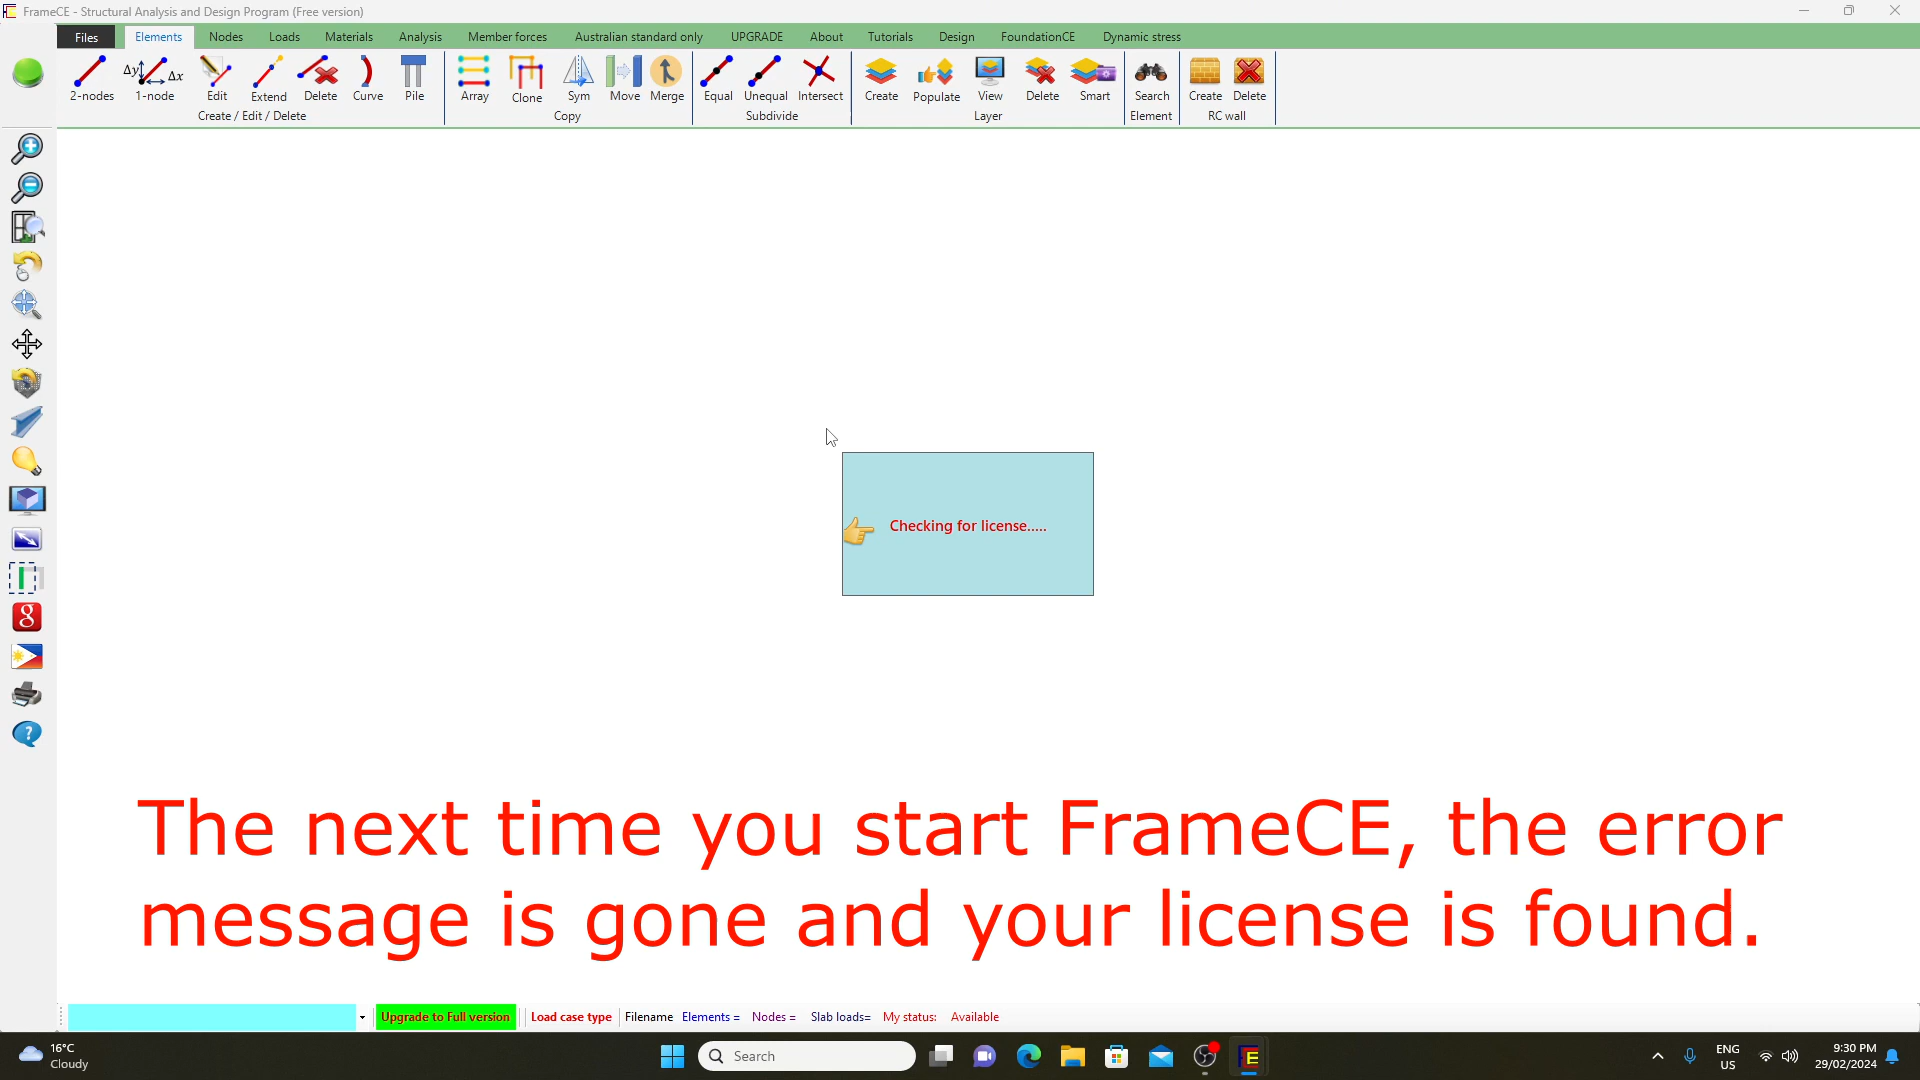 FrameCE - Structural Analysis and Design Program (Free version)
Files Elements Nodes Loads Materials Analysis Member forces Australian standard only UPGRADE About Tutorials Design FoundationCE Dynamic stress
Δy Δx
2-nodes 1-node Edit Extend Delete Curve Pile Array Clone Sym Move Merge Equal Unequal Intersect Create Populate View Delete Smart Search Create Delete
Create / Edit / Delete Copy Subdivide Layer Element RC wall
Checking for license.....
g
?
The next time you start FrameCE, the error
message is gone and your license is found.
Upgrade to Full version Load case type Filename Elements = Nodes = Slab loads= My status: Available
16°C
Cloudy
Search
FE
ENG
US
9:30 PM
29/02/2024